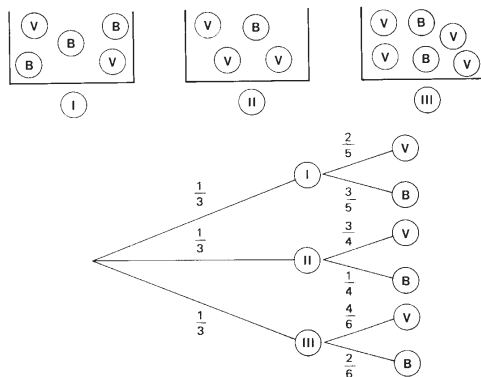 V B B V B V B V
B B V V V V B V
I II III
2/5 V
1/3 I
3/5 B
1/3 3/4 V
II
1/4 B
1/3 4/6 V
III
2/6 B